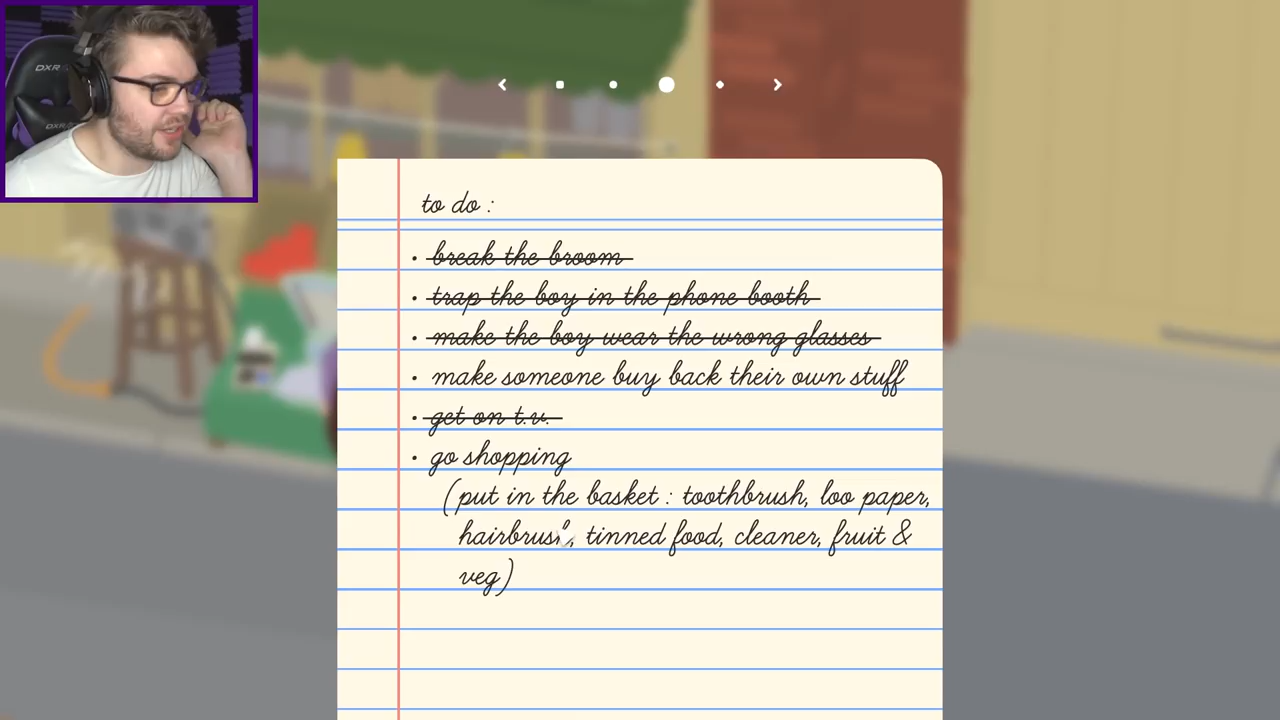 DXR
DXR
to do :
• break the broom
• trap the boy in the phone booth
• make the boy wear the wrong glasses
• make someone buy back their own stuff
• get on t.v.
• go shopping
(put in the basket : toothbrush, loo paper,
hairbrush, tinned food, cleaner, fruit &
veg)